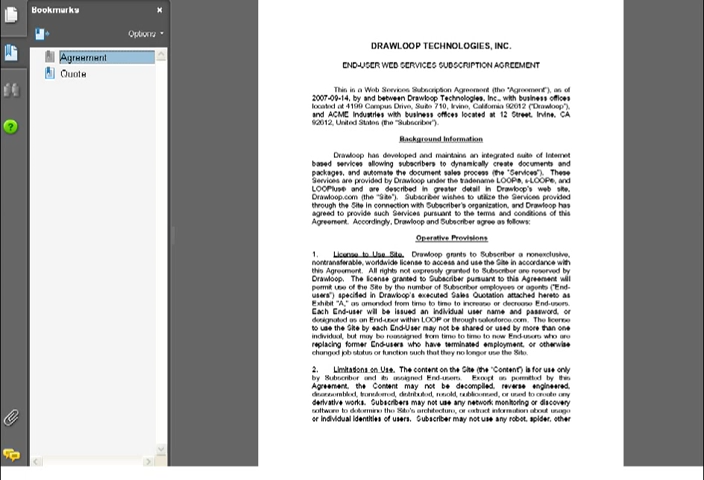 Bookmarks
Options
Agreement
Quote
DRAWLOOP TECHNOLOGIES, INC.
END-USER WEB SERVICES SUBSCRIPTION AGREEMENT
This is a Web Services Subscription Agreement (the "Agreement"), as of
2007-09-14, by and between Drawloop Technologies, Inc., with business offices
located at 4199 Campus Drive, Suite 710, Irvine, California 92012 ("Drawloop"),
and ACME Industries with business offices located at 12 Street, Irvine, CA
92012, United States (the "Subscriber").
Background Information
Drawloop has developed and maintains an integrated suite of Internet
based services allowing subscribers to dynamically create documents and
packages, and automate the document sales process (the "Services"). These
Services are provided by Drawloop under the tradename LOOP®, and
LOOPlus® and are described in greater detail in Drawloop's web site,
Drawloop.com (the "Site"). Subscriber wishes to utilize the Services provided
through the Site in connection with Subscriber's organization, and Drawloop has
agreed to provide such Services pursuant to the terms and conditions of this
Agreement. Accordingly, Drawloop and Subscriber agree as follows:
Operative Provisions
1. License to Use Site. Drawloop grants to Subscriber a nonexclusive,
nontransferable, worldwide license to access and use the Site in accordance with
this Agreement. All rights not expressly granted to Subscriber are reserved by
Drawloop. The license granted to Subscriber pursuant to this Agreement will
permit use of the Site by the number of Subscriber employees or agents ("End-
users") specified in Drawloop's executed Sales Quotation attached hereto as
Exhibit "A," as amended from time to time to increase or decrease End-users.
Each End-user will be issued an individual user name and password, or
designated as an End-user within LOOP or through salesforce.com. The license
to use the Site by each End-User may not be shared or used by more than one
individual, but may be reassigned from time to time to new End-users who are
replacing former End-users who have terminated employment, or otherwise
changed job status or function such that they no longer use the Site.
2. Limitations on Use. The content on the Site (the "Content") is for use only
by Subscriber and its assigned End-users. Except as permitted by this
Agreement, the Content may not be decompiled, reverse engineered,
disassembled, transferred, distributed, resold, sublicensed, or used to create any
derivative works. Subscribers may not use any network monitoring or discovery
software to determine the Site's architecture, or extract information about usage
or individual identities of users. Subscriber may not use any robot, spider, other